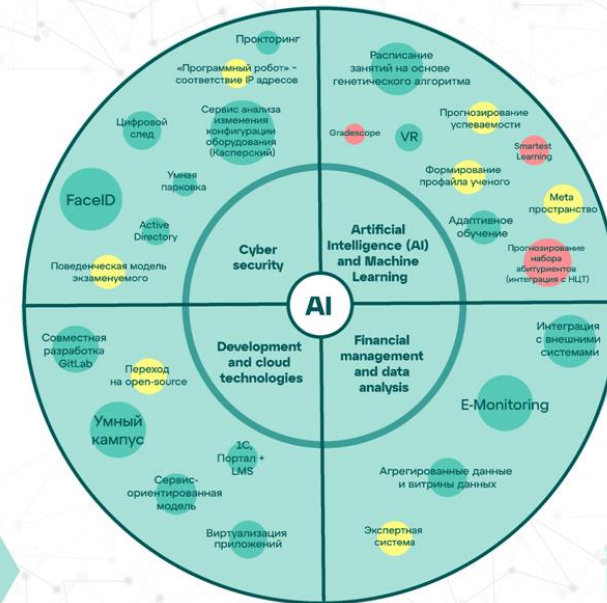 Прокторинг
«Программный робот» -
соответствие IP адресов
Сервис анализа
изменения
конфигурации
оборудования
(Касперский)
Цифровой
след
Умная
парковка
FaceID
Active
Directory
Поведенческая модель
экзаменуемого
Cyber
security
Расписание
занятий на основе
генетического алгоритма
Gradescope
VR
Прогнозирование
успеваемости
Smartest
Learning
Формирование
профайла ученого
Meta
пространство
Адаптивное
обучение
Прогнозирование
набора
абитуриентов
(интеграция с НЦТ)
Artificial
Intelligence (AI)
and Machine
Learning
AI
Development
and cloud
technologies
Совместная
разработка
GitLab
Переход
на open-source
Умный
кампус
1С,
Портал +
LMS
Сервис-
ориентированная
модель
Виртуализация
приложений
Financial
management
and data
analysis
Интеграция
с внешними
системами
E-Monitoring
Агрегированные данные
и витрины данных
Экспертная
система